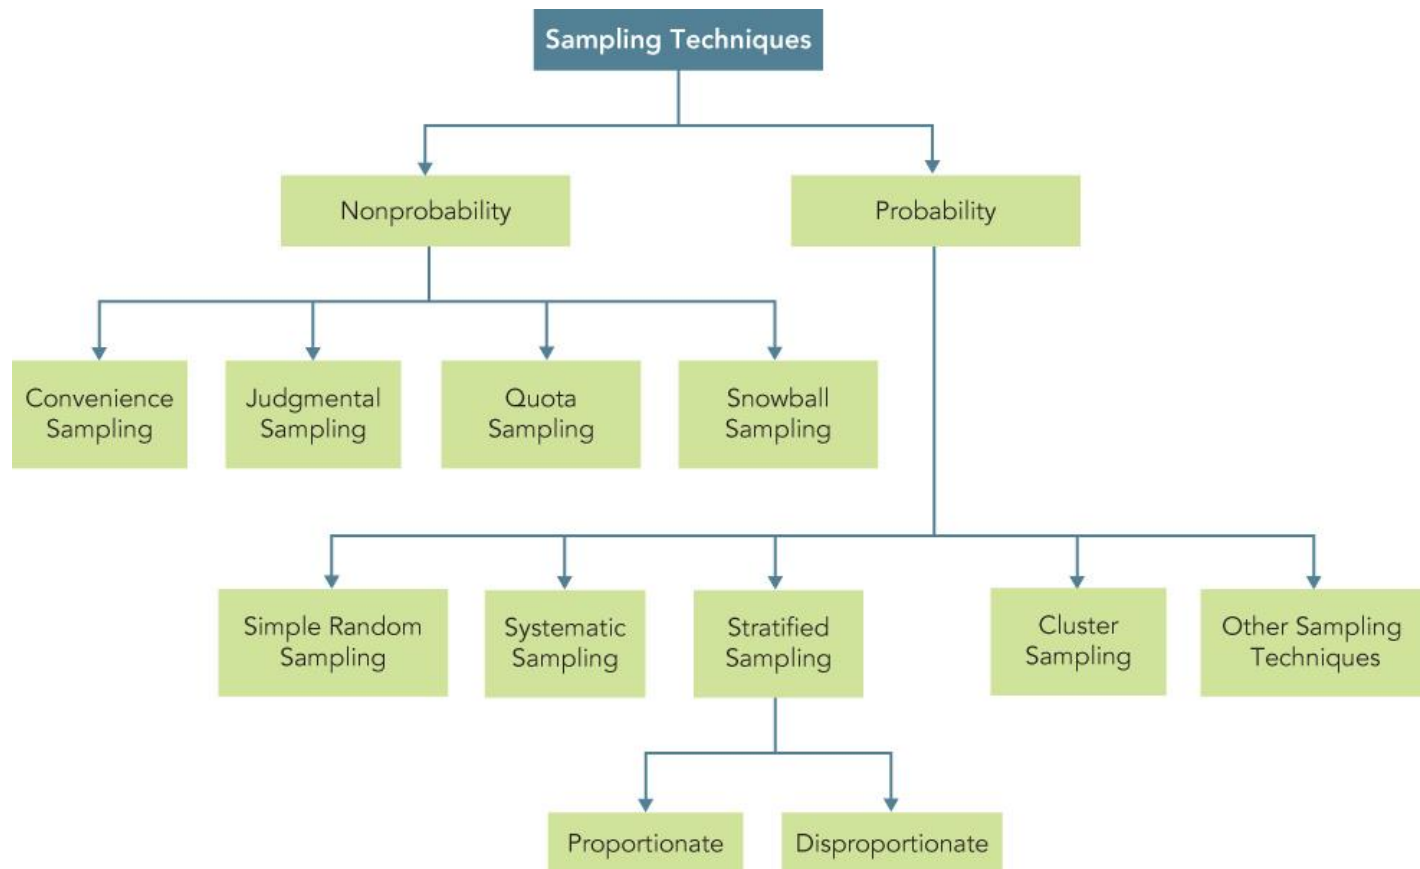 Sampling Techniques
Nonprobability
Probability
Convenience
Sampling
Judgmental
Sampling
Quota
Sampling
Snowball
Sampling
Simple Random
Sampling
Systematic
Sampling
Stratified
Sampling
Cluster
Sampling
Other Sampling
Techniques
Proportionate
Disproportionate